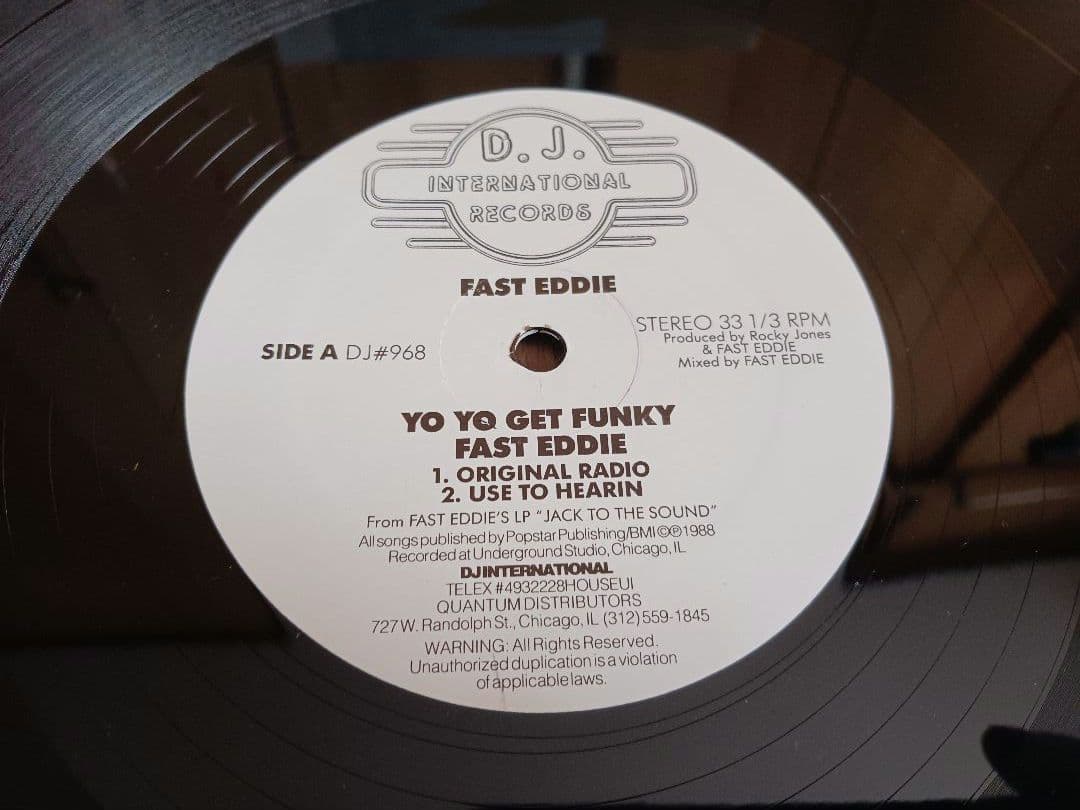 D. J.
INTERNATIONAL
RECORDS
FAST EDDIE
SIDE A DJ#968
STEREO 33 1/3 RPM
Produced by Rocky Jones
& FAST EDDIE
Mixed by FAST EDDIE
YO YO GET FUNKY
FAST EDDIE
1. ORIGINAL RADIO
2. USE TO HEARIN
From FAST EDDIE'S LP "JACK TO THE SOUND"
All songs published by Popstar Publishing/BMI ©℗ 1988
Recorded at Underground Studio, Chicago, IL
DJ INTERNATIONAL
TELEX #4932228HOUSEUI
QUANTUM DISTRIBUTORS
727 W. Randolph St., Chicago, IL (312) 559-1845
WARNING: All Rights Reserved.
Unauthorized duplication is a violation
of applicable laws.